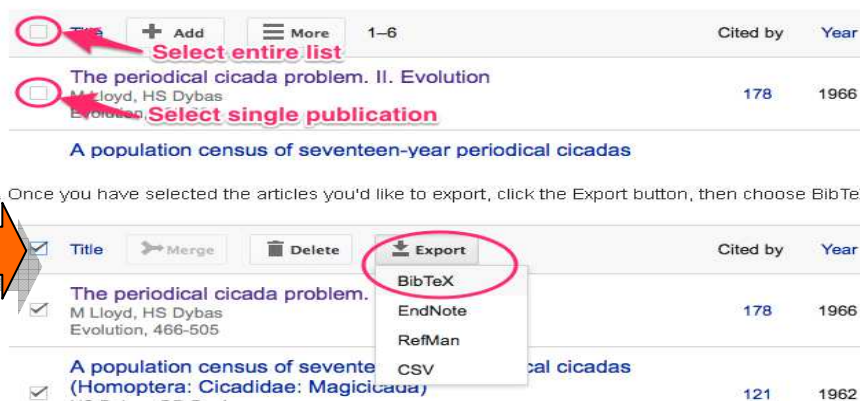 Title Add More 1–6 Cited by Year
Select entire list
The periodical cicada problem. II. Evolution
M Lloyd, HS Dybas 178 1966
Evolution,
Select single publication
A population census of seventeen-year periodical cicadas
Once you have selected the articles you'd like to export, click the Export button, then choose
Title Merge Delete Export Cited by Year
BibTeX
The periodical cicada problem.
M Lloyd, HS Dybas EndNote 178 1966
Evolution, 466-505
RefMan
A population census of cicadas
CSV
(Homoptera: Cicadidae: Magicicada)
121 1962